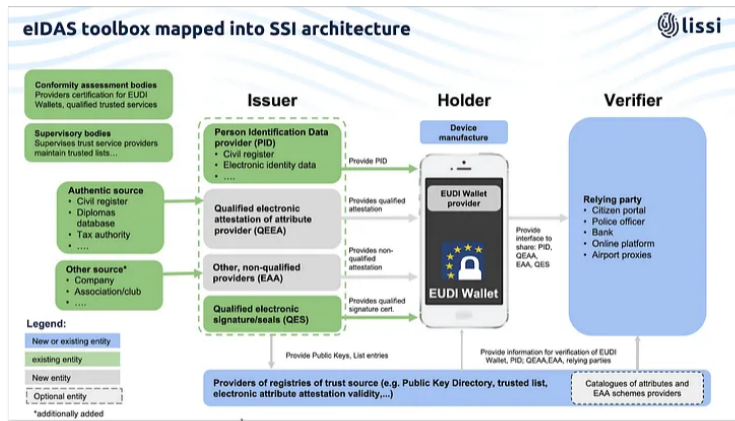 eIDAS toolbox mapped into SSI architecture
lissi
Conformity assessment bodies
Providers certification for EUDI
Wallets, qualified trusted services
Supervisory bodies
Supervises trust service providers
maintain trusted lists...
Authentic source
• Civil register
• Diplomas
database
• Tax authority
• ....
Other source*
• Company
• Association/club
• ....
Legend:
New or existing entity
existing entity
New entity
Optional entity
*additionally added
Issuer
Person Identification Data
provider (PID)
• Civil register
• Electronic identity data
• ....
Qualified electronic
attestation of attribute
provider (QEEA)
Other, non-qualified
providers (EAA)
Qualified electronic
signature/seals (QES)
Provide PID
Provides qualified
attestation
Provides non-
qualified
attestation
Provides qualified
signature cert.
Holder
Device
manufacture
EUDI Wallet
provider
EUDI Wallet
Provide
interface to
share: PID,
QEAA,
EAA, QES
Verifier
Relying party
• Citizen portal
• Police officer
• Bank
• Online platform
• Airport proxies
Provide Public Keys, List entries
Provide information for verification of EUDI
Wallet, PID; QEAA,EAA, relying parties
Providers of registries of trust source (e.g. Public Key Directory, trusted list,
electronic attribute attestation validity,...)
Catalogues of attributes and
EAA schemes providers